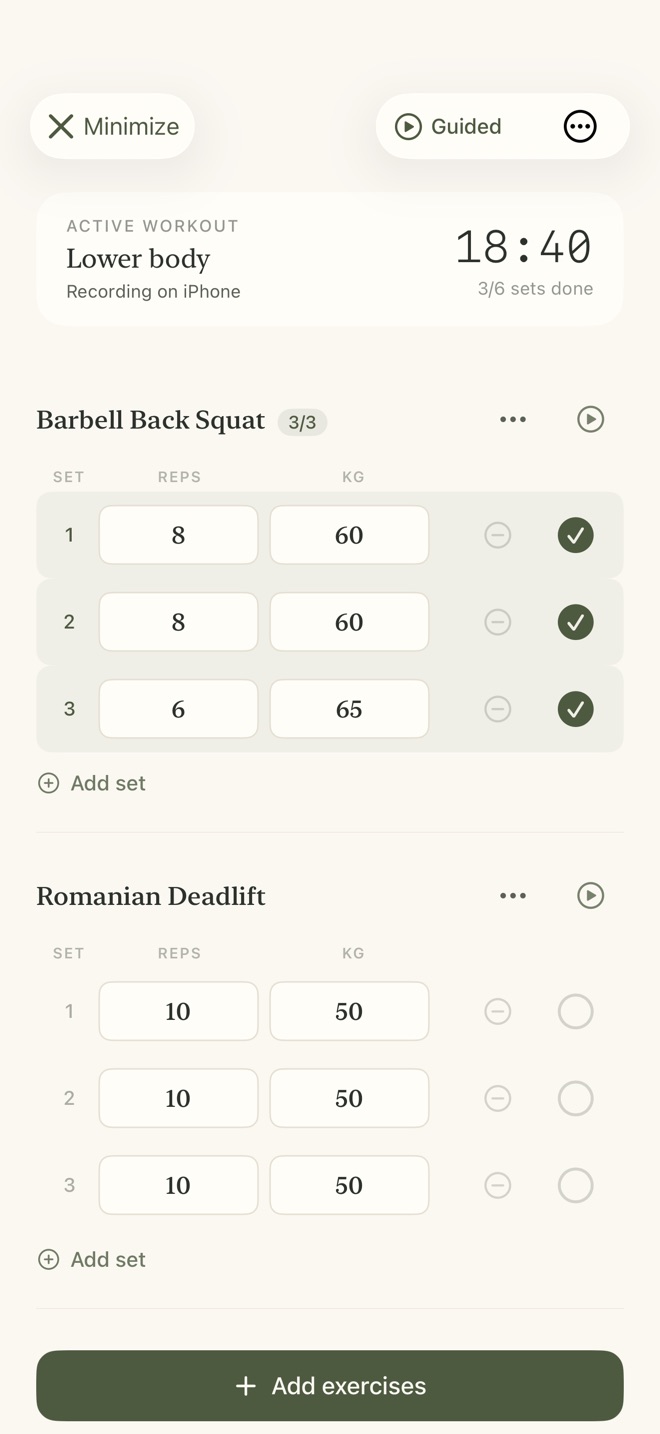 Minimize
Guided
ACTIVE WORKOUT
Lower body
Recording on iPhone
18:40
3/6 sets done
Barbell Back Squat 3/3
SET REPS KG
1 8 60
2 8 60
3 6 65
Add set
Romanian Deadlift
SET REPS KG
1 10 50
2 10 50
3 10 50
Add set
Add exercises